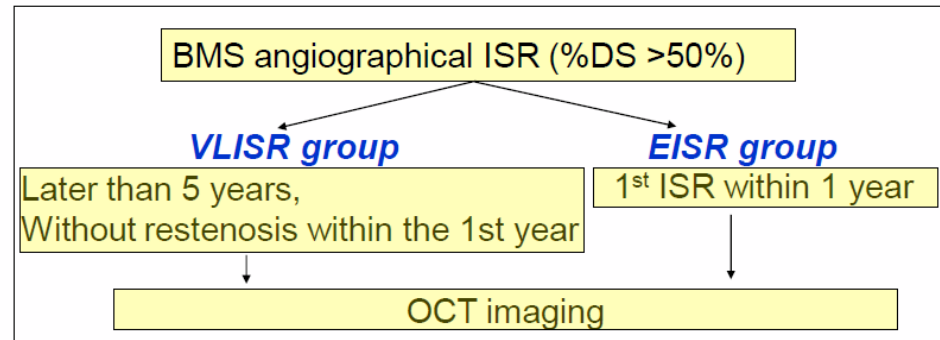 BMS angiographical ISR (%DS >50%)
VLISR group
EISR group
Later than 5 years,
Without restenosis within the 1st year
1st ISR within 1 year
OCT imaging